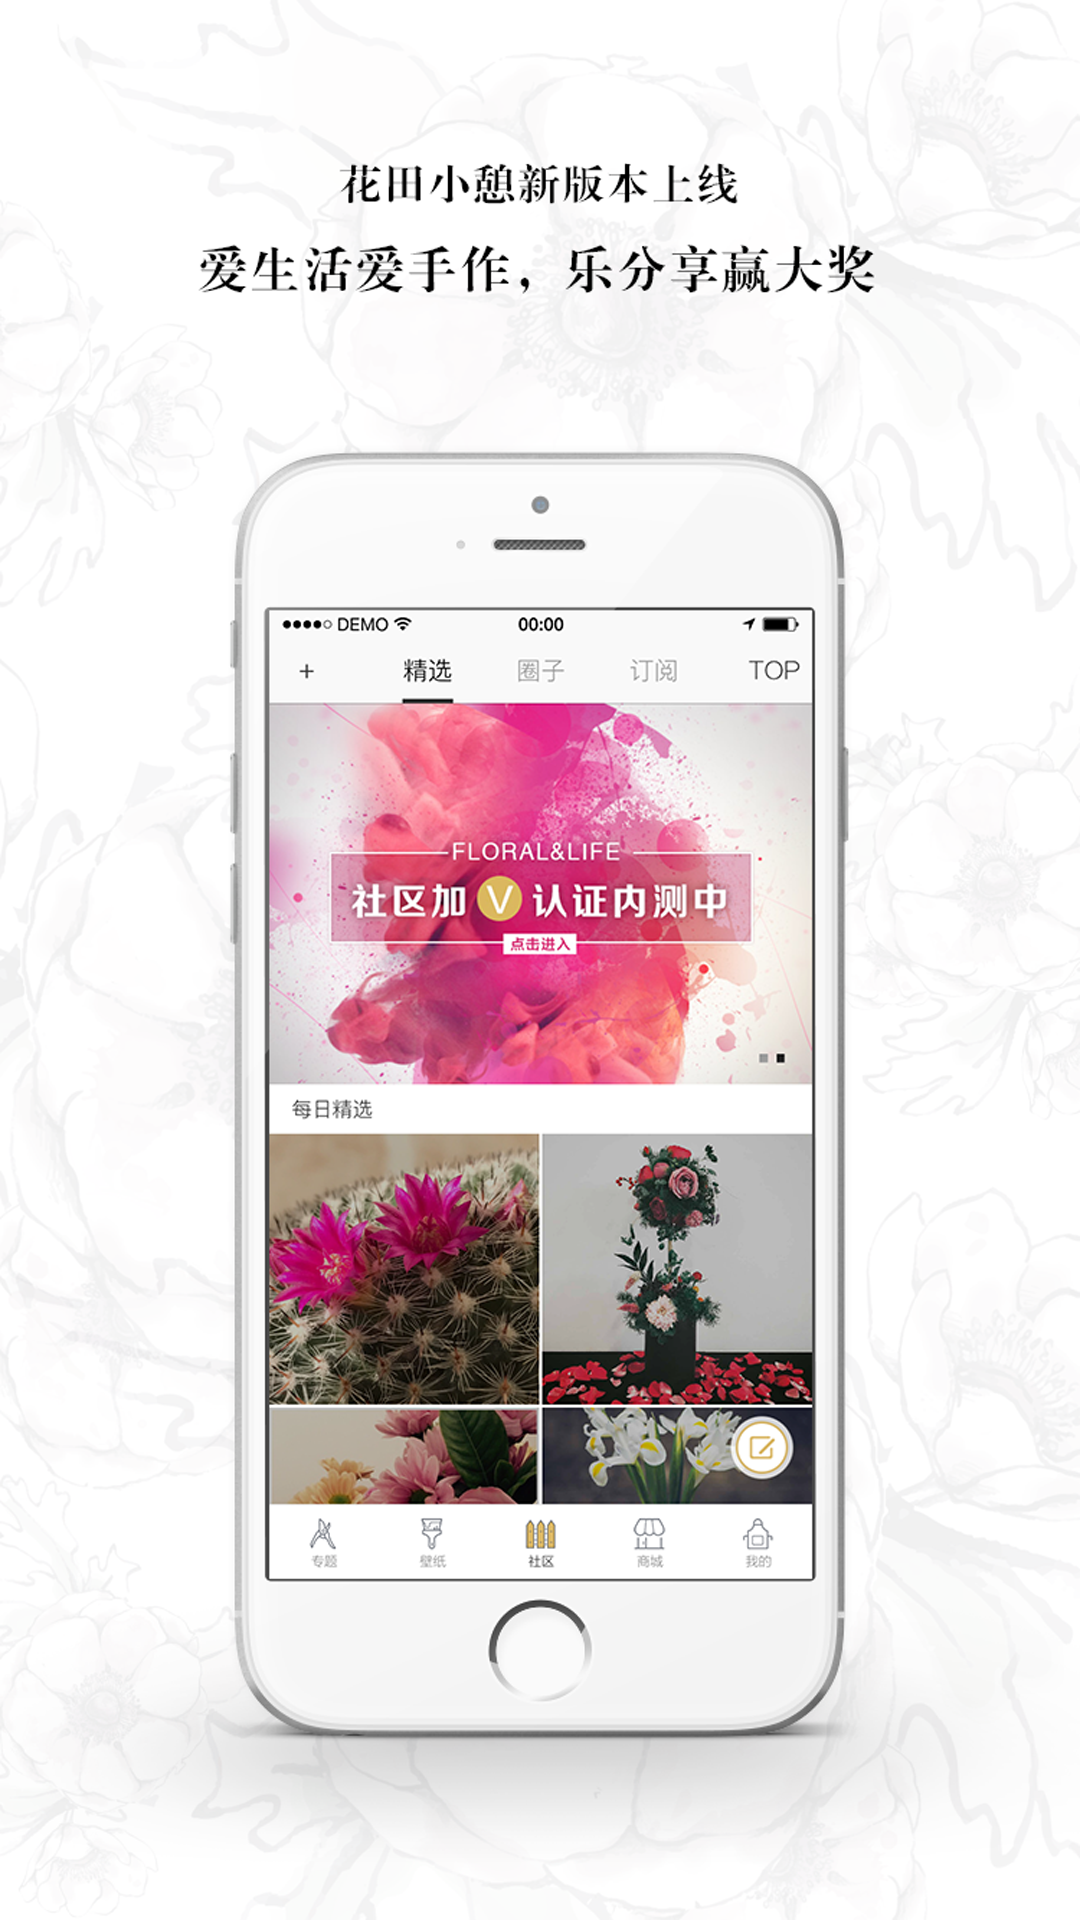 花田小憩新版本上线
爱生活爱手作，乐分享赢大奖
DEMO 00:00
+ 精选 圈子 订阅 TOP
FLORAL&LIFE
社区加V认证内测中
点击进入
每日精选
专题 壁纸 社区 商城 我的